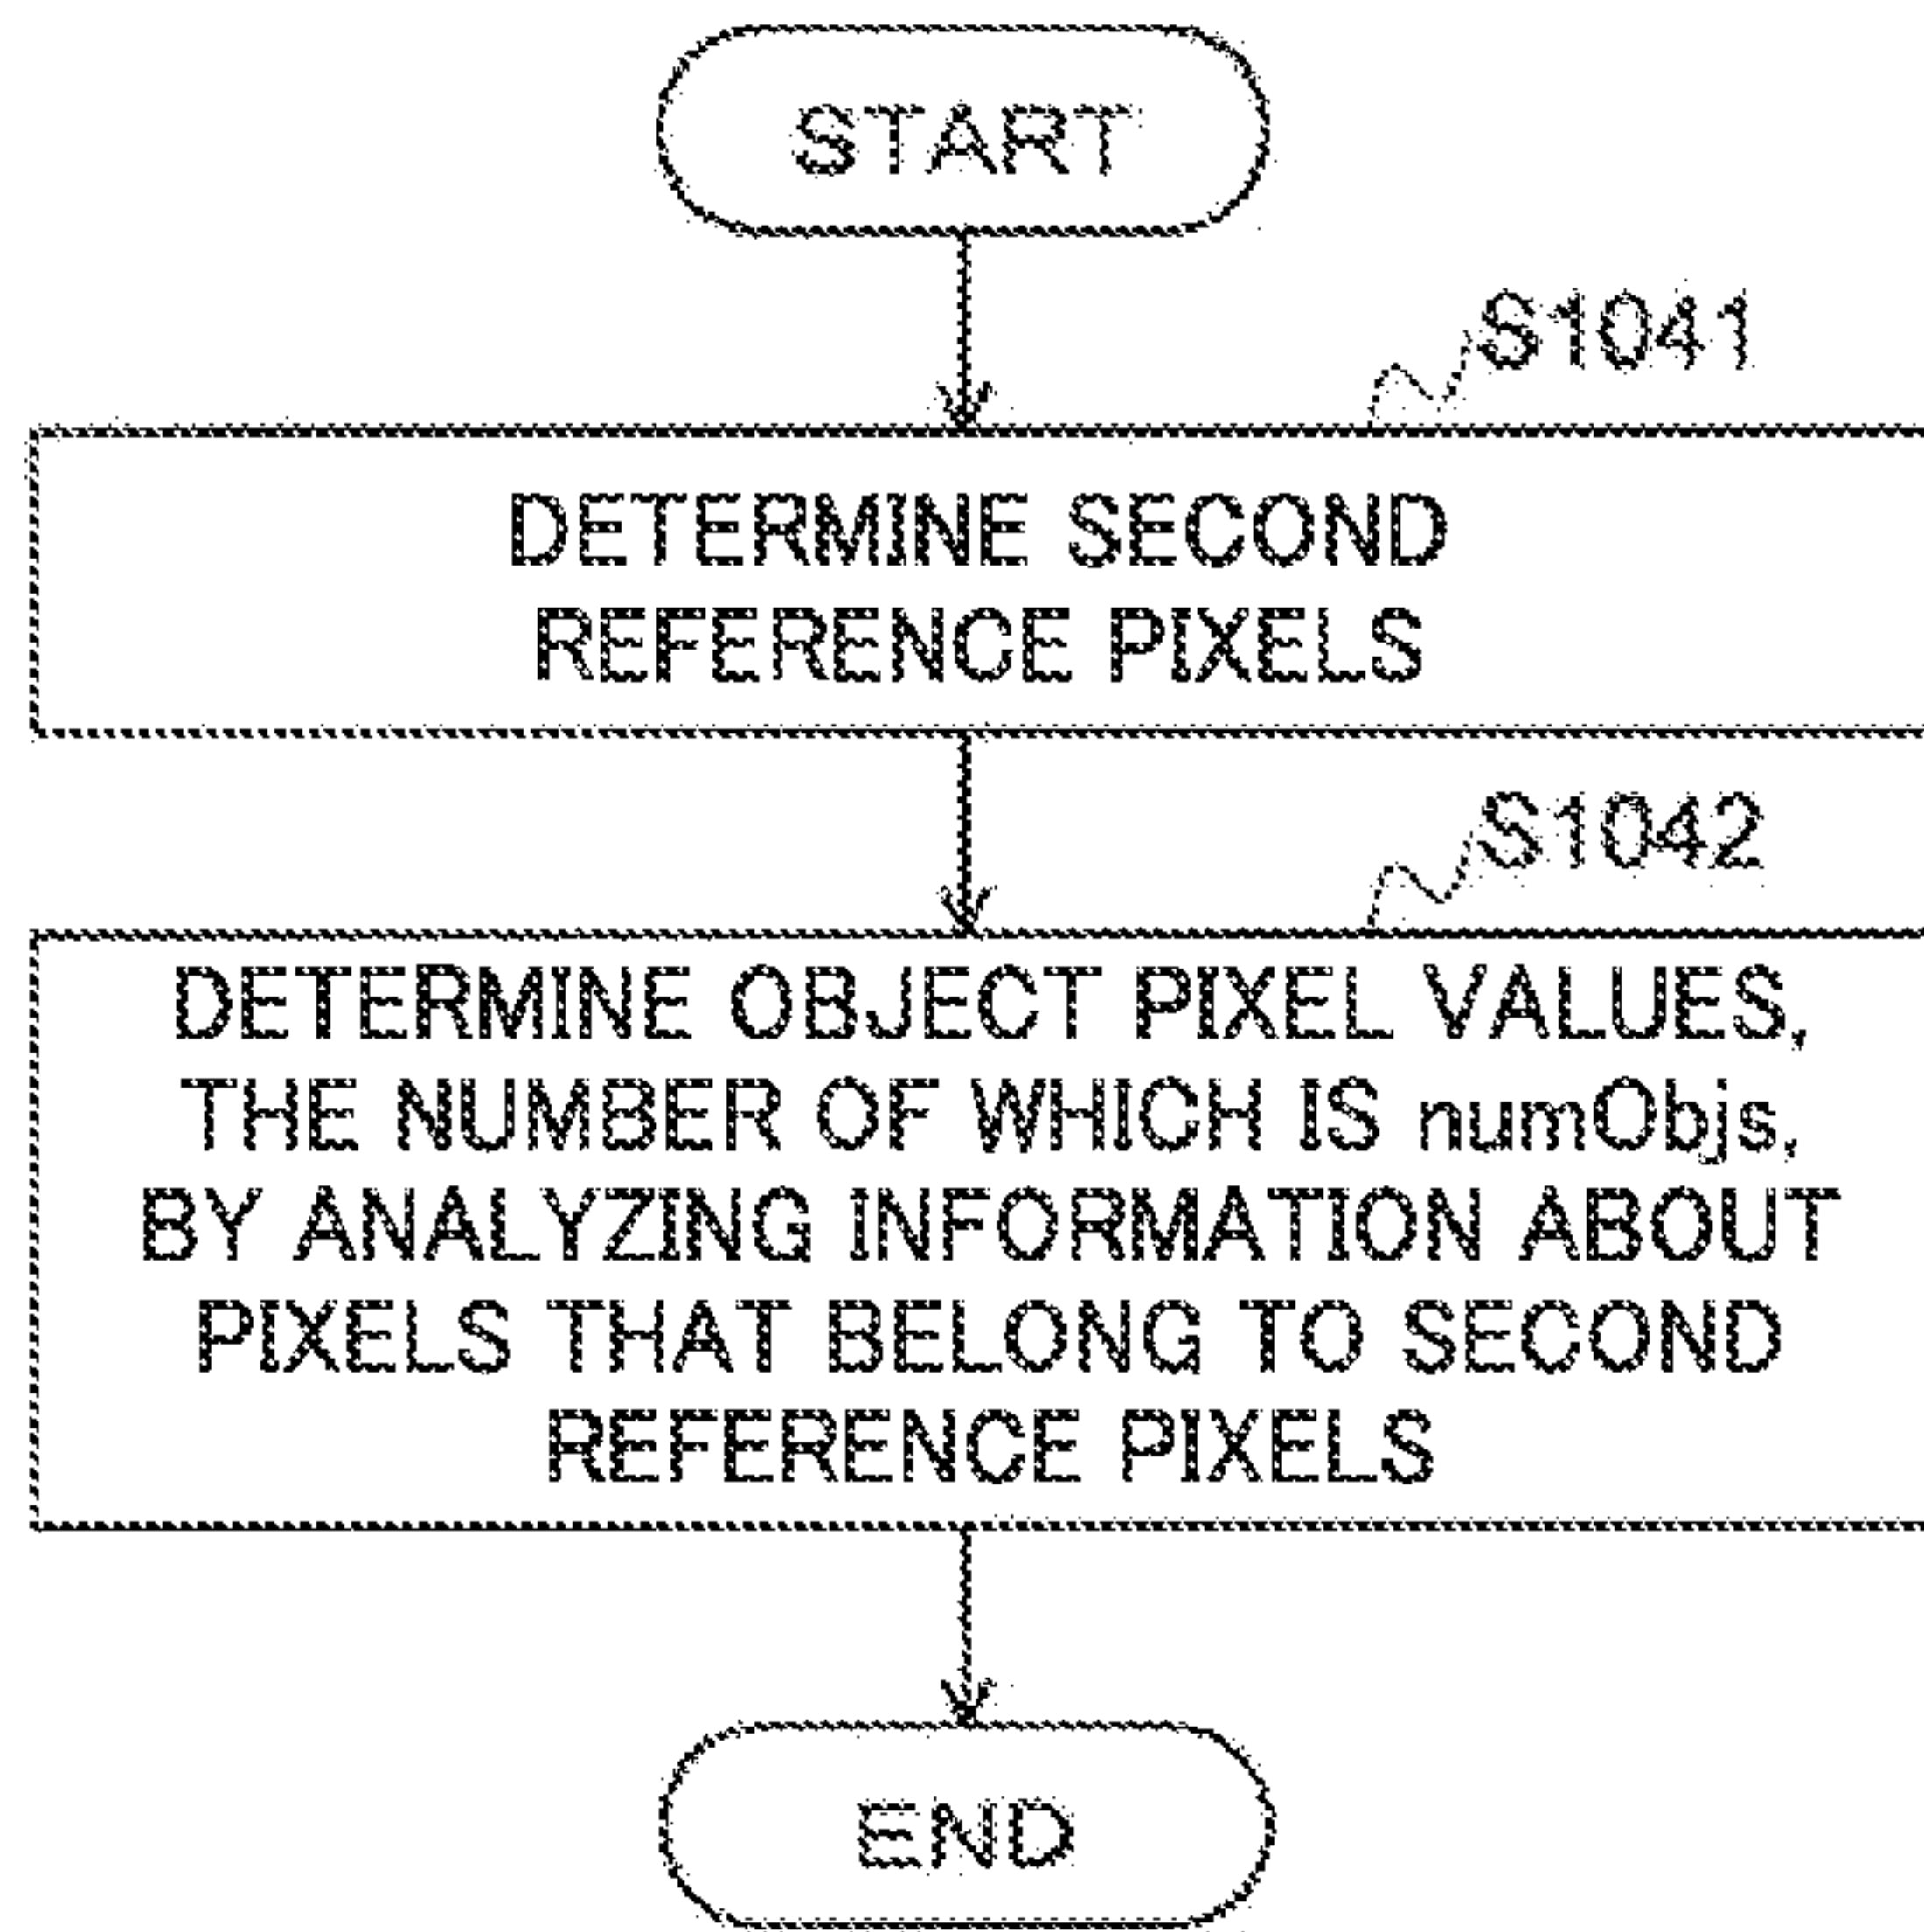 START
S1041
DETERMINE SECOND
REFERENCE PIXELS
S1042
DETERMINE OBJECT PIXEL VALUES,
THE NUMBER OF WHICH IS numObjs,
BY ANALYZING INFORMATION ABOUT
PIXELS THAT BELONG TO SECOND
REFERENCE PIXELS
END